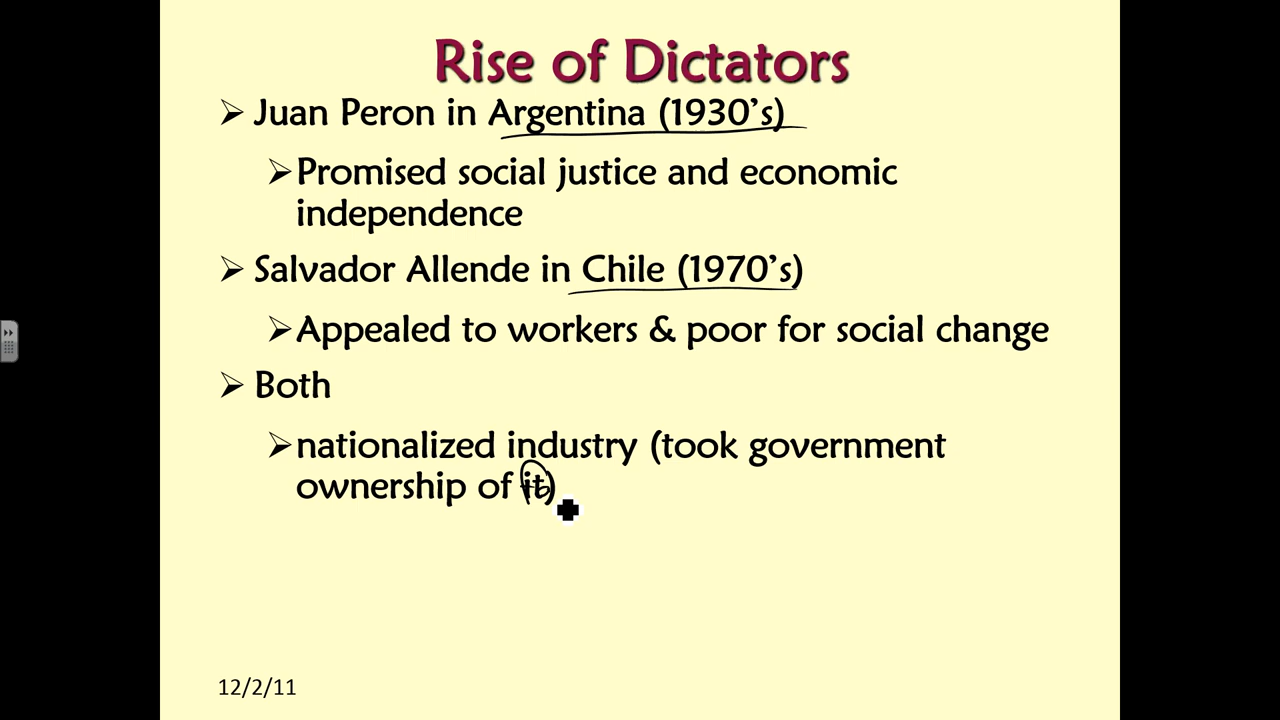 Rise of Dictators
Juan Peron in Argentina (1930’s)
Promised social justice and economic
independence
Salvador Allende in Chile (1970’s)
Appealed to workers & poor for social change
Both
nationalized industry (took government
ownership of it)
12/2/11